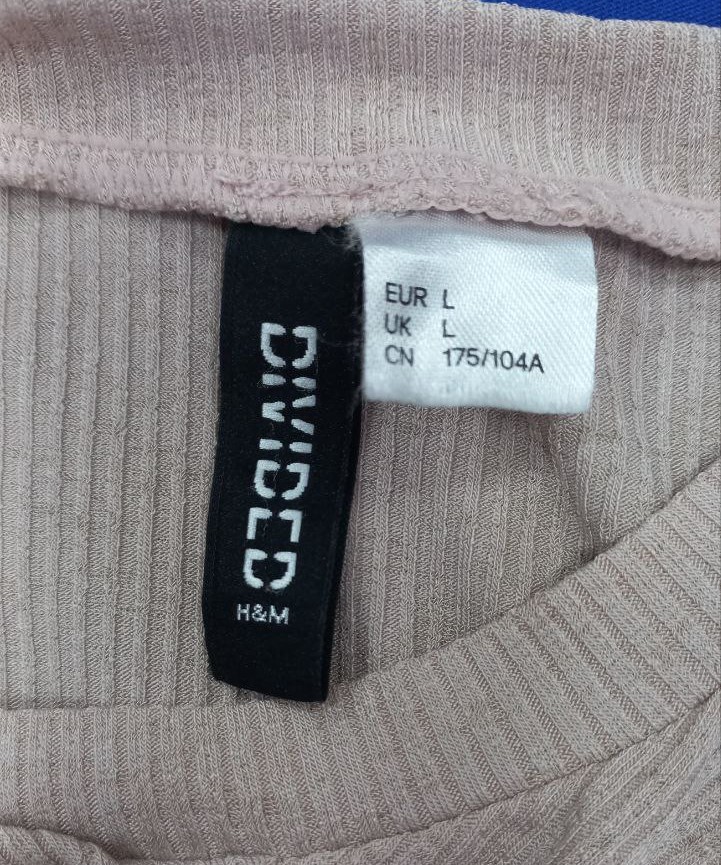 EUR L
UK L
CN 175/104A
DIVIDED
H&M